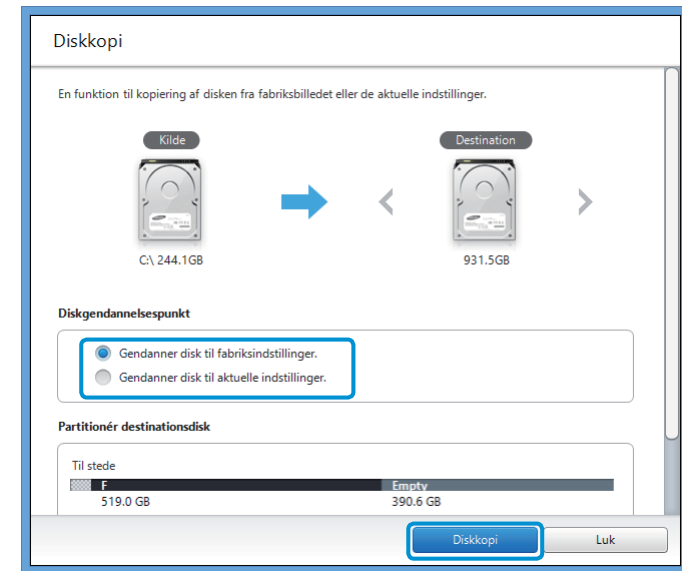 Diskkopi
En funktion til kopiering af disken fra fabriksbilledet eller de aktuelle indstillinger.
Kilde
Destination
C:\ 244.1GB
931.5GB
Diskgendannelsespunkt
Gendanner disk til fabriksindstillinger.
Gendanner disk til aktuelle indstillinger.
Partitionér destinationsdisk
Til stede
F
Empty
519.0 GB
390.6 GB
Diskkopi
Luk